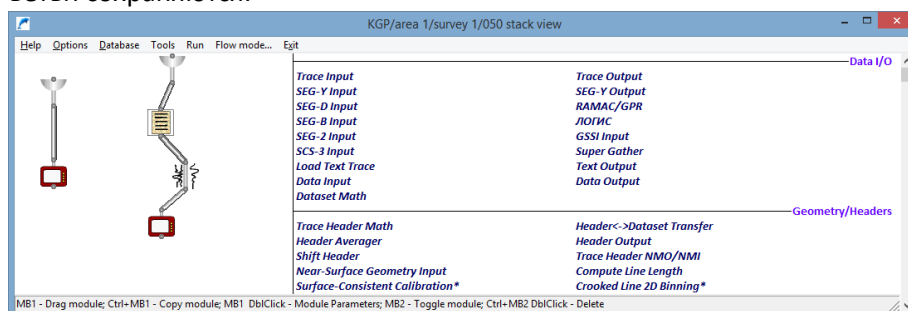 KGP/area 1/survey 1/050 stack view
Help Options Database Tools Run Flow mode... Exit
Data I/O
Trace Input Trace Output
SEG-Y Input SEG-Y Output
SEG-D Input RAMAC/GPR
SEG-B Input ЛОГИС
SEG-2 Input GSSI Input
SCS-3 Input Super Gather
Load Text Trace Text Output
Data Input Data Output
Dataset Math
Geometry/Headers
Trace Header Math Header<->Dataset Transfer
Header Averager Header Output
Shift Header Trace Header NMO/NMI
Near-Surface Geometry Input Compute Line Length
Surface-Consistent Calibration* Crooked Line 2D Binning*
MB1 - Drag module; Ctrl+MB1 - Copy module; MB1 DblClick - Module Parameters; MB2 - Toggle module; Ctrl+MB2 DblClick - Delete